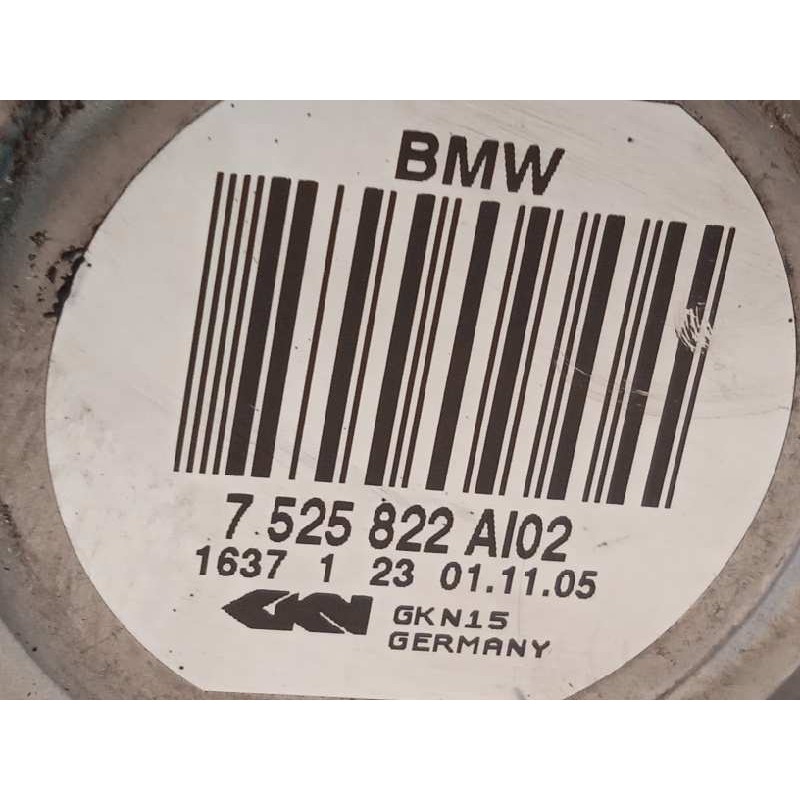 BMW
7 525 822 AI02
1637 1 23 01.11.05
GKN GKN15
GERMANY